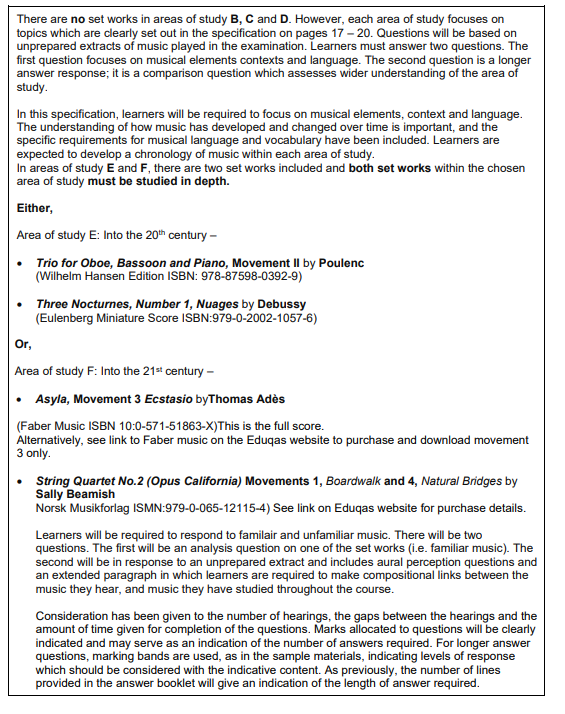 There are no set works in areas of study B, C and D. However, each area of study focuses on
topics which are clearly set out in the specification on pages 17 – 20. Questions will be based on
unprepared extracts of music played in the examination. Learners must answer two questions. The
first question focuses on musical elements contexts and language. The second question is a longer
answer response; it is a comparison question which assesses wider understanding of the area of
study.
In this specification, learners will be required to focus on musical elements, context and language.
The understanding of how music has developed and changed over time is important, and the
specific requirements for musical language and vocabulary have been included. Learners are
expected to develop a chronology of music within each area of study.
In areas of study E and F, there are two set works included and both set works within the chosen
area of study must be studied in depth.
Either,
Area of study E: Into the 20th century –
• Trio for Oboe, Bassoon and Piano, Movement II by Poulenc
(Wilhelm Hansen Edition ISBN: 978-87598-0392-9)
• Three Nocturnes, Number 1, Nuages by Debussy
(Eulenberg Miniature Score ISBN:979-0-2002-1057-6)
Or,
Area of study F: Into the 21st century –
• Asyla, Movement 3 Ecstasio byThomas Adès
(Faber Music ISBN 10:0-571-51863-X)This is the full score.
Alternatively, see link to Faber music on the Eduqas website to purchase and download movement
3 only.
• String Quartet No.2 (Opus California) Movements 1, Boardwalk and 4, Natural Bridges by
Sally Beamish
Norsk Musikforlag ISMN:979-0-065-12115-4) See link on Eduqas website for purchase details.
Learners will be required to respond to familair and unfamiliar music. There will be two
questions. The first will be an analysis question on one of the set works (i.e. familiar music). The
second will be in response to an unprepared extract and includes aural perception questions and
an extended paragraph in which learners are required to make compositional links between the
music they hear, and music they have studied throughout the course.
Consideration has been given to the number of hearings, the gaps between the hearings and the
amount of time given for completion of the questions. Marks allocated to questions will be clearly
indicated and may serve as an indication of the number of answers required. For longer answer
questions, marking bands are used, as in the sample materials, indicating levels of response
which should be considered with the indicative content. As previously, the number of lines
provided in the answer booklet will give an indication of the length of answer required.